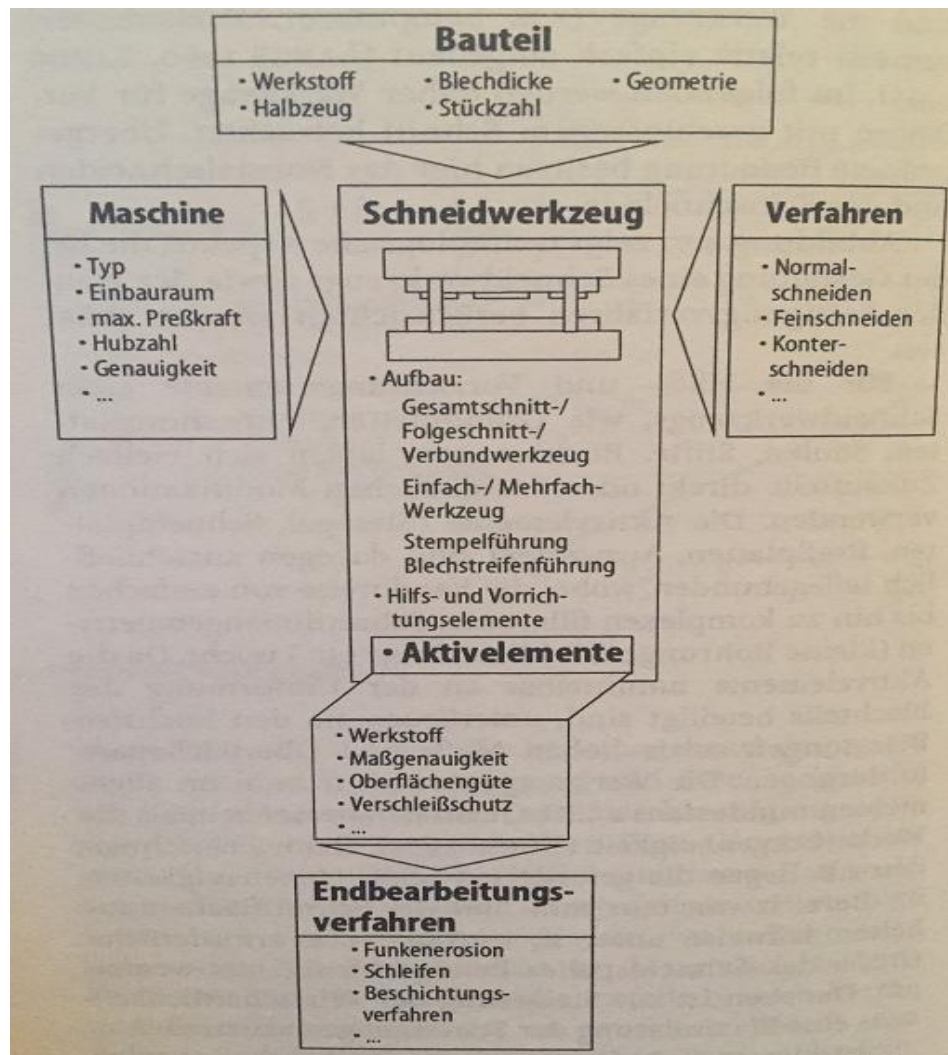 Bauteil
• Werkstoff • Blechdicke • Geometrie
• Halbzeug • Stückzahl
Maschine
• Typ
• Einbauraum
• max. Preßkraft
• Hubzahl
• Genauigkeit
• ...
Schneidwerkzeug
• Aufbau:
Gesamtschnitt-/
Folgeschnitt-/
Verbundwerkzeug
Einfach-/ Mehrfach-
Werkzeug
Stempelführung
Blechstreifenführung
• Hilfs- und Vorrich-
tungselemente
• Aktivelemente
Verfahren
• Normal-
schneiden
• Feinschneiden
• Konter-
schneiden
• ...
• Werkstoff
• Maßgenauigkeit
• Oberflächengüte
• Verschleißschutz
• ...
Endbearbeitungs-
verfahren
• Funkenerosion
• Schleifen
• Beschichtungs-
verfahren
• ...